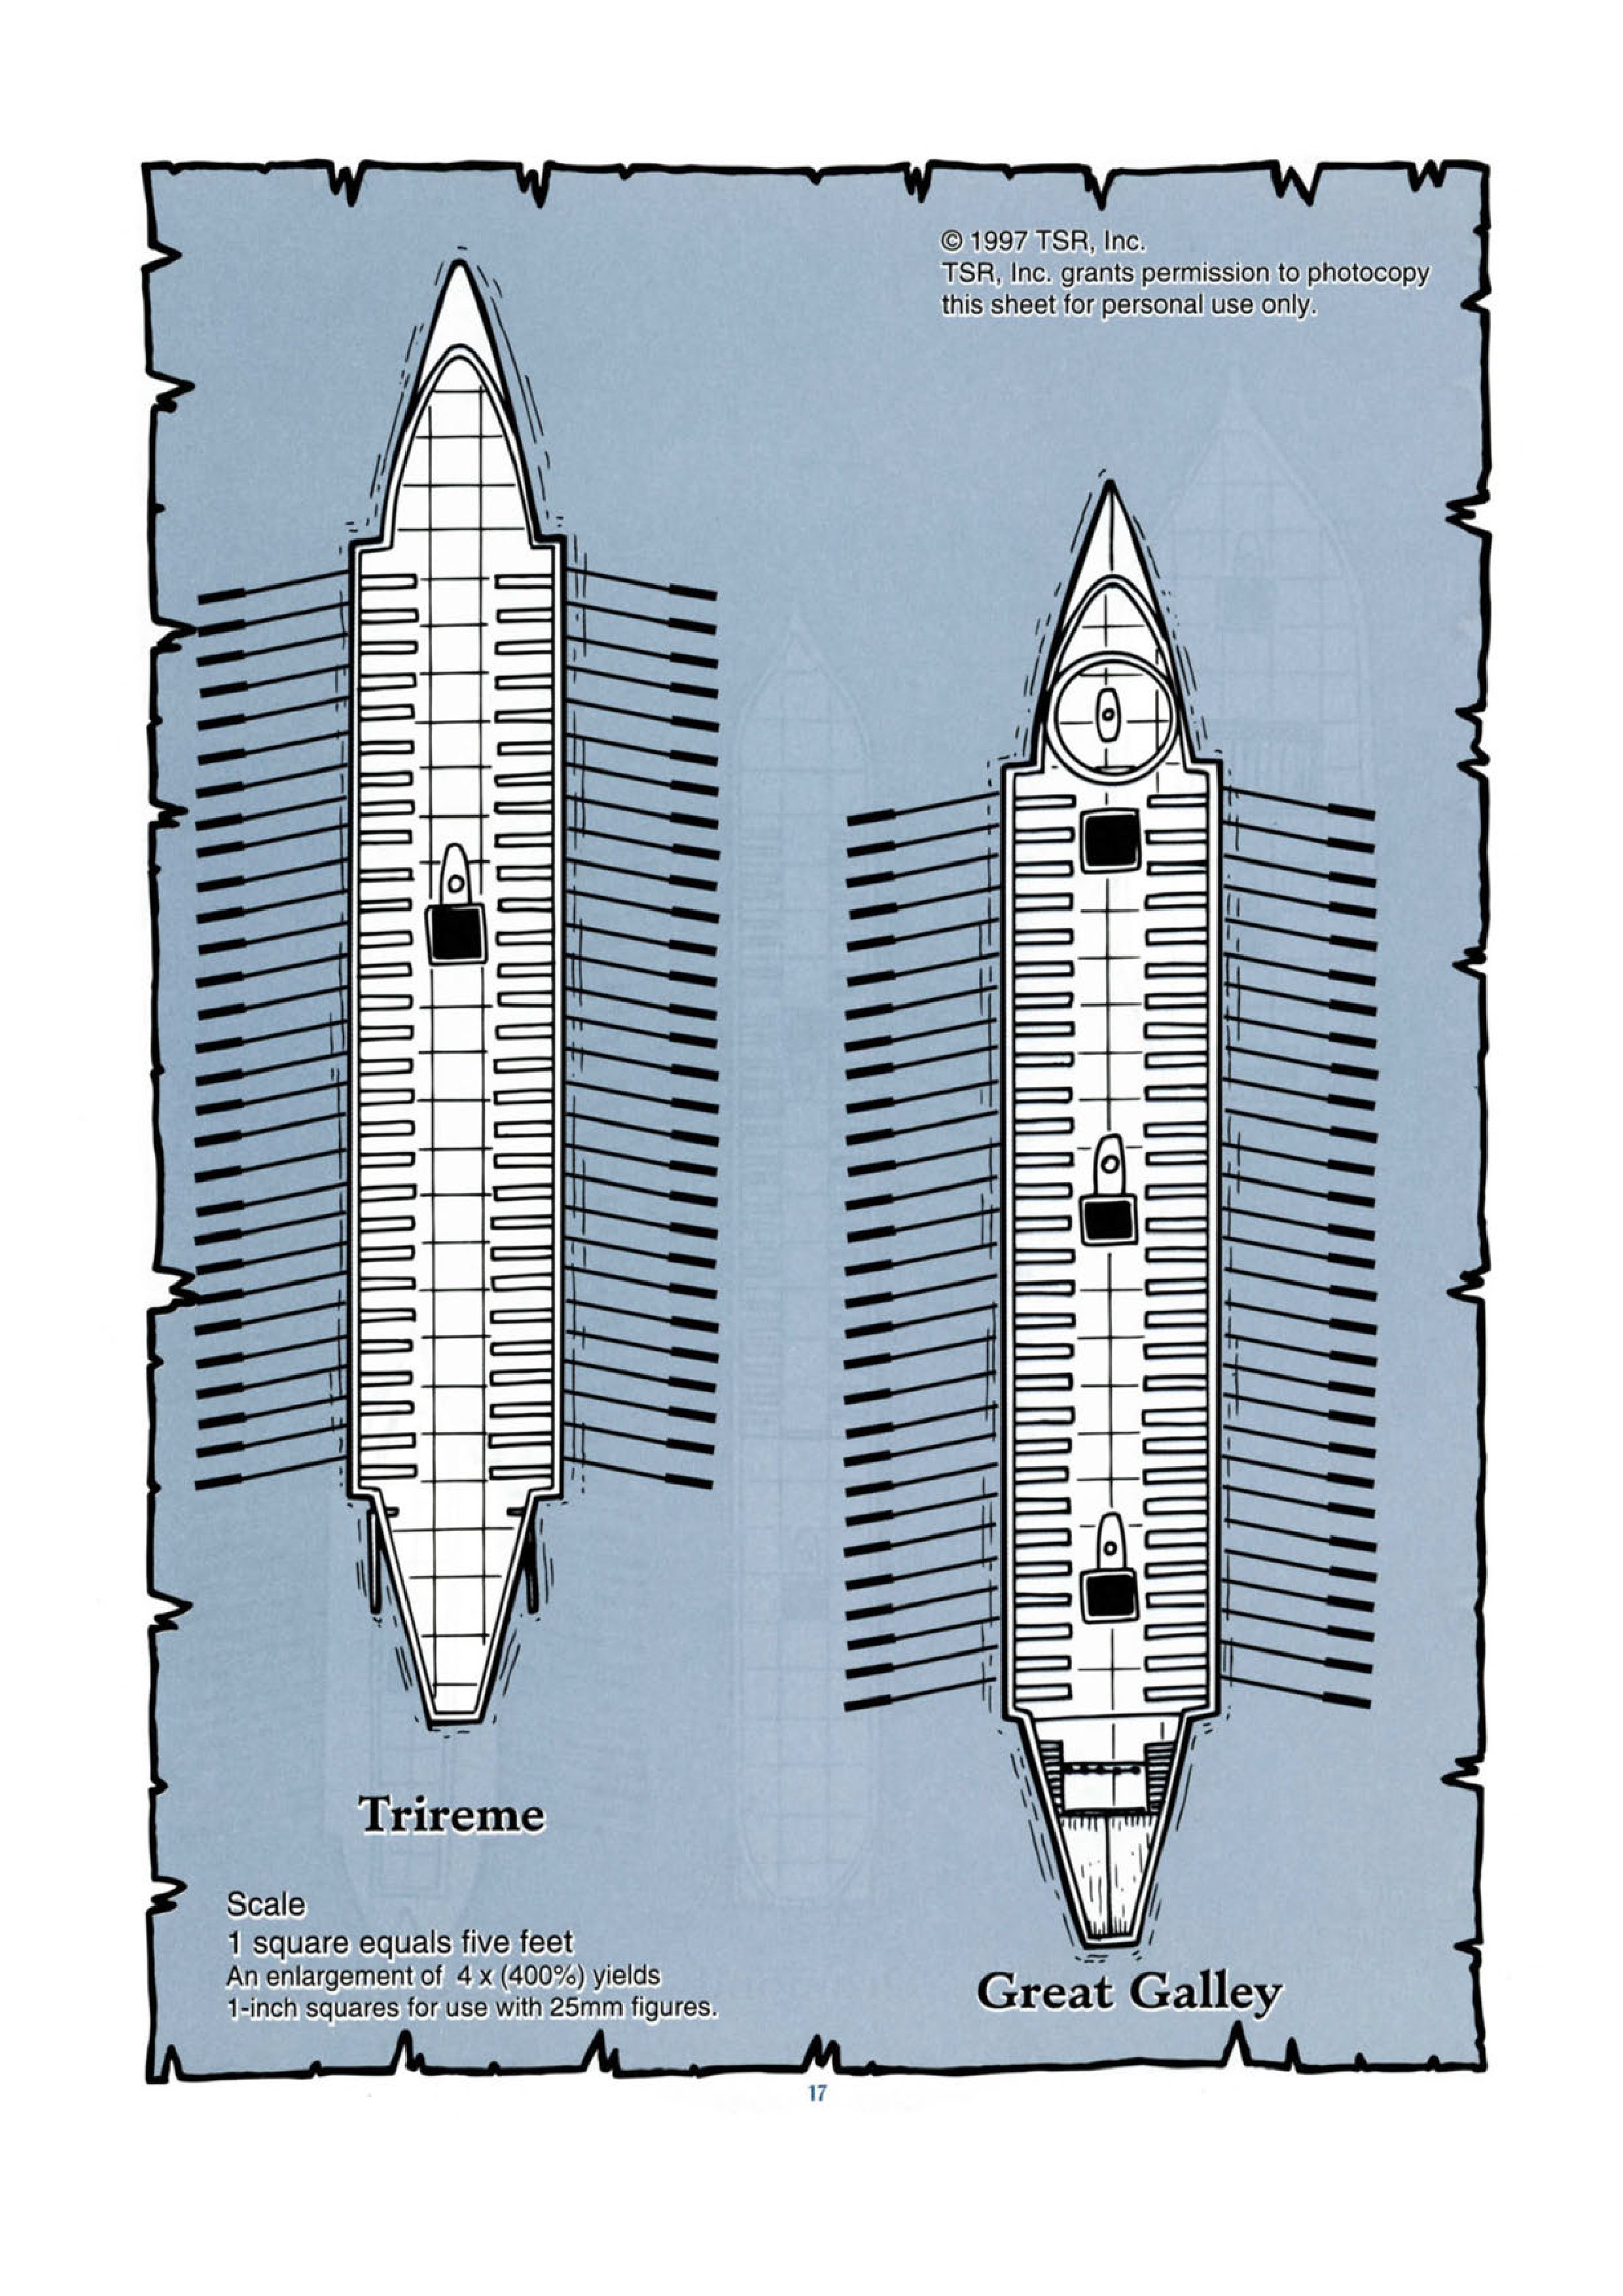 © 1997 TSR, Inc.
TSR, Inc. grants permission to photocopy
this sheet for personal use only.
Trireme
Scale
1 square equals five feet
An enlargement of 4 x (400%) yields
1-inch squares for use with 25mm figures.
Great Galley
17